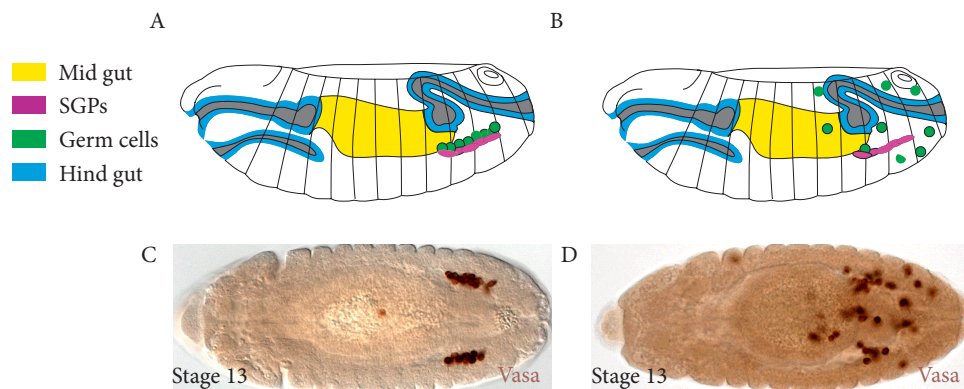 A
B
Mid gut
SGPs
Germ cells
Hind gut
C
D
Stage 13
Vasa
Stage 13
Vasa